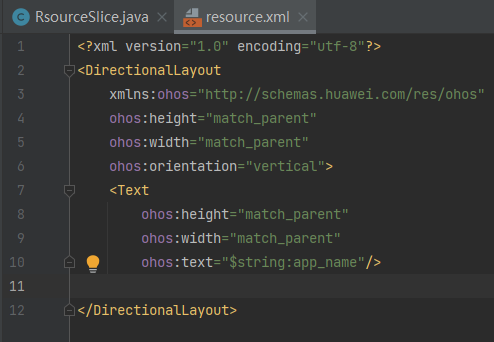 RsourceSlice.java resource.xml
1 <?xml version="1.0" encoding="utf-8"?>
2 <DirectionalLayout
3 xmlns:ohos="http://schemas.huawei.com/res/ohos"
4 ohos:height="match_parent"
5 ohos:width="match_parent"
6 ohos:orientation="vertical">
7 <Text
8 ohos:height="match_parent"
9 ohos:width="match_parent"
10 ohos:text="$string:app_name"/>
11
12 </DirectionalLayout>